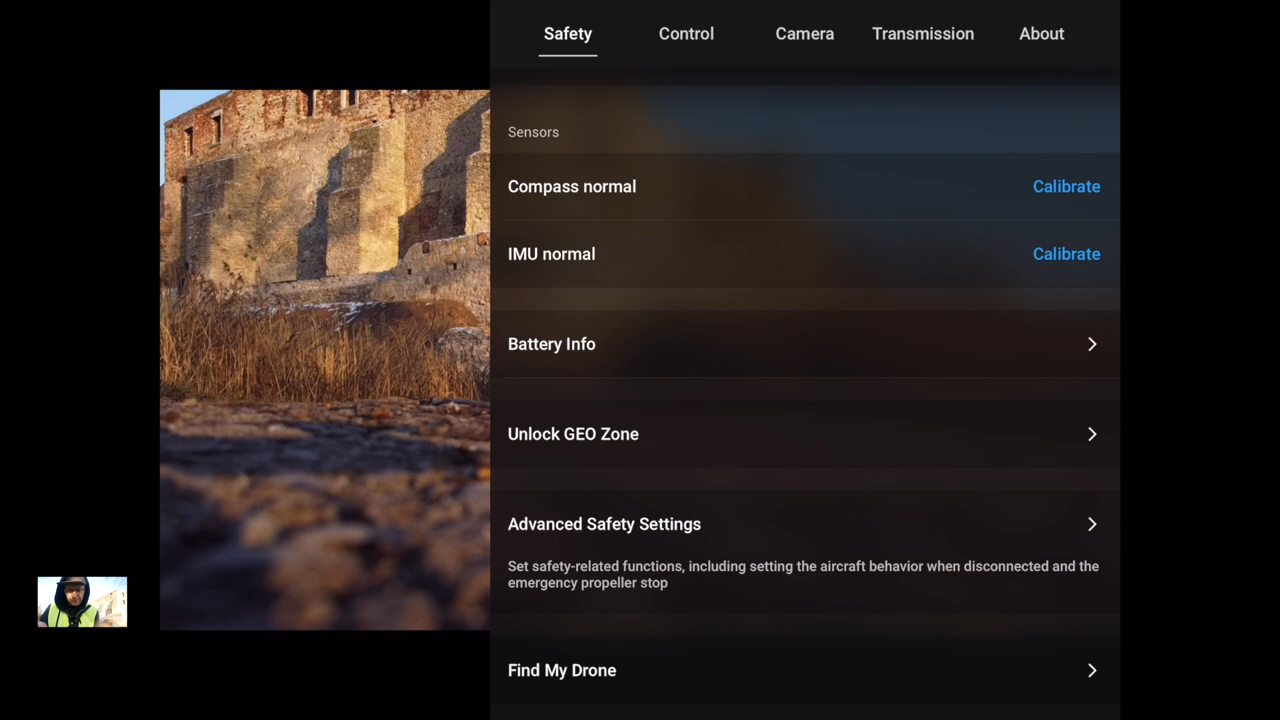 Safety Control Camera Transmission About
Sensors
Compass normal Calibrate
IMU normal Calibrate
Battery Info
Unlock GEO Zone
Advanced Safety Settings
Set safety-related functions, including setting the aircraft behavior when disconnected and the
emergency propeller stop
Find My Drone